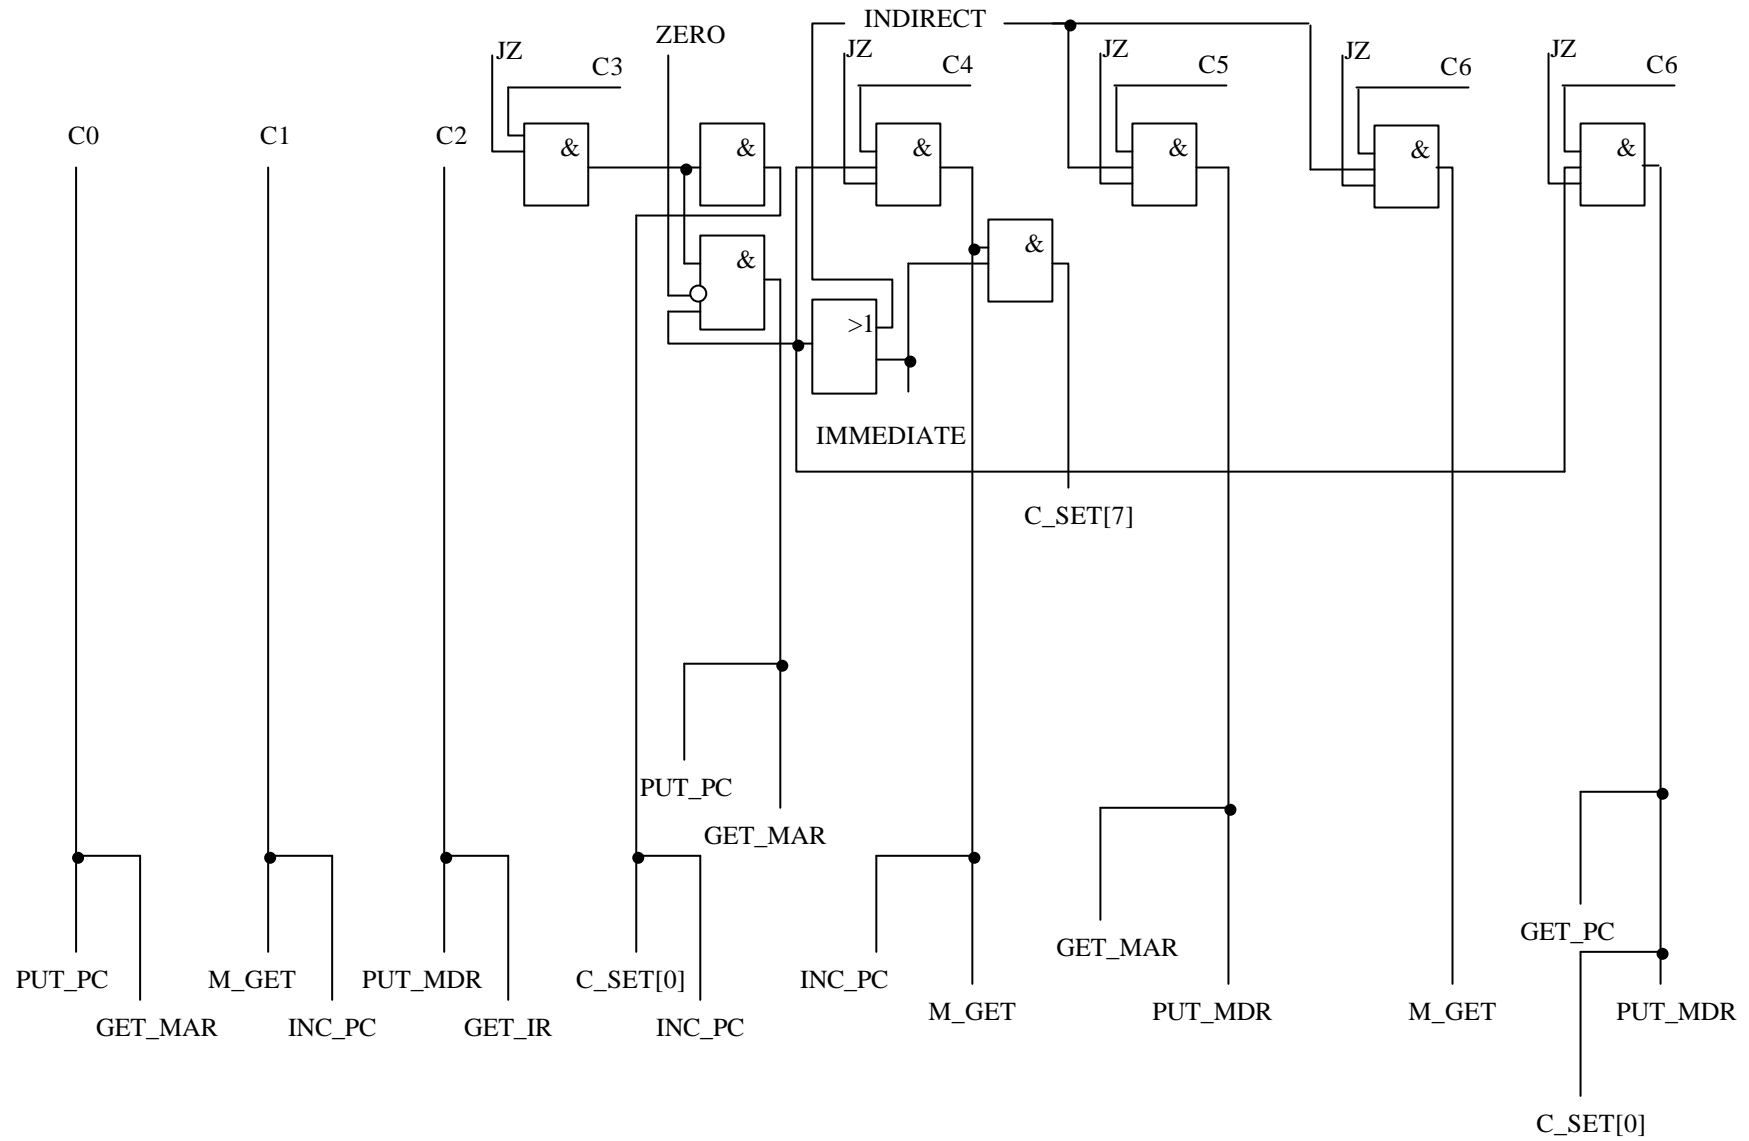 INDIRECT
ZERO
JZ
JZ
JZ
JZ
JZ
C3
C4
C5
C6
C6
C0
C1
C2
&
&
&
&
&
&
&
&
>1
IMMEDIATE
C_SET[7]
PUT_PC
GET_MAR
GET_PC
GET_MAR
PUT_PC
M_GET
PUT_MDR
C_SET[0]
INC_PC
M_GET
PUT_MDR
M_GET
PUT_MDR
GET_MAR
INC_PC
GET_IR
INC_PC
C_SET[0]